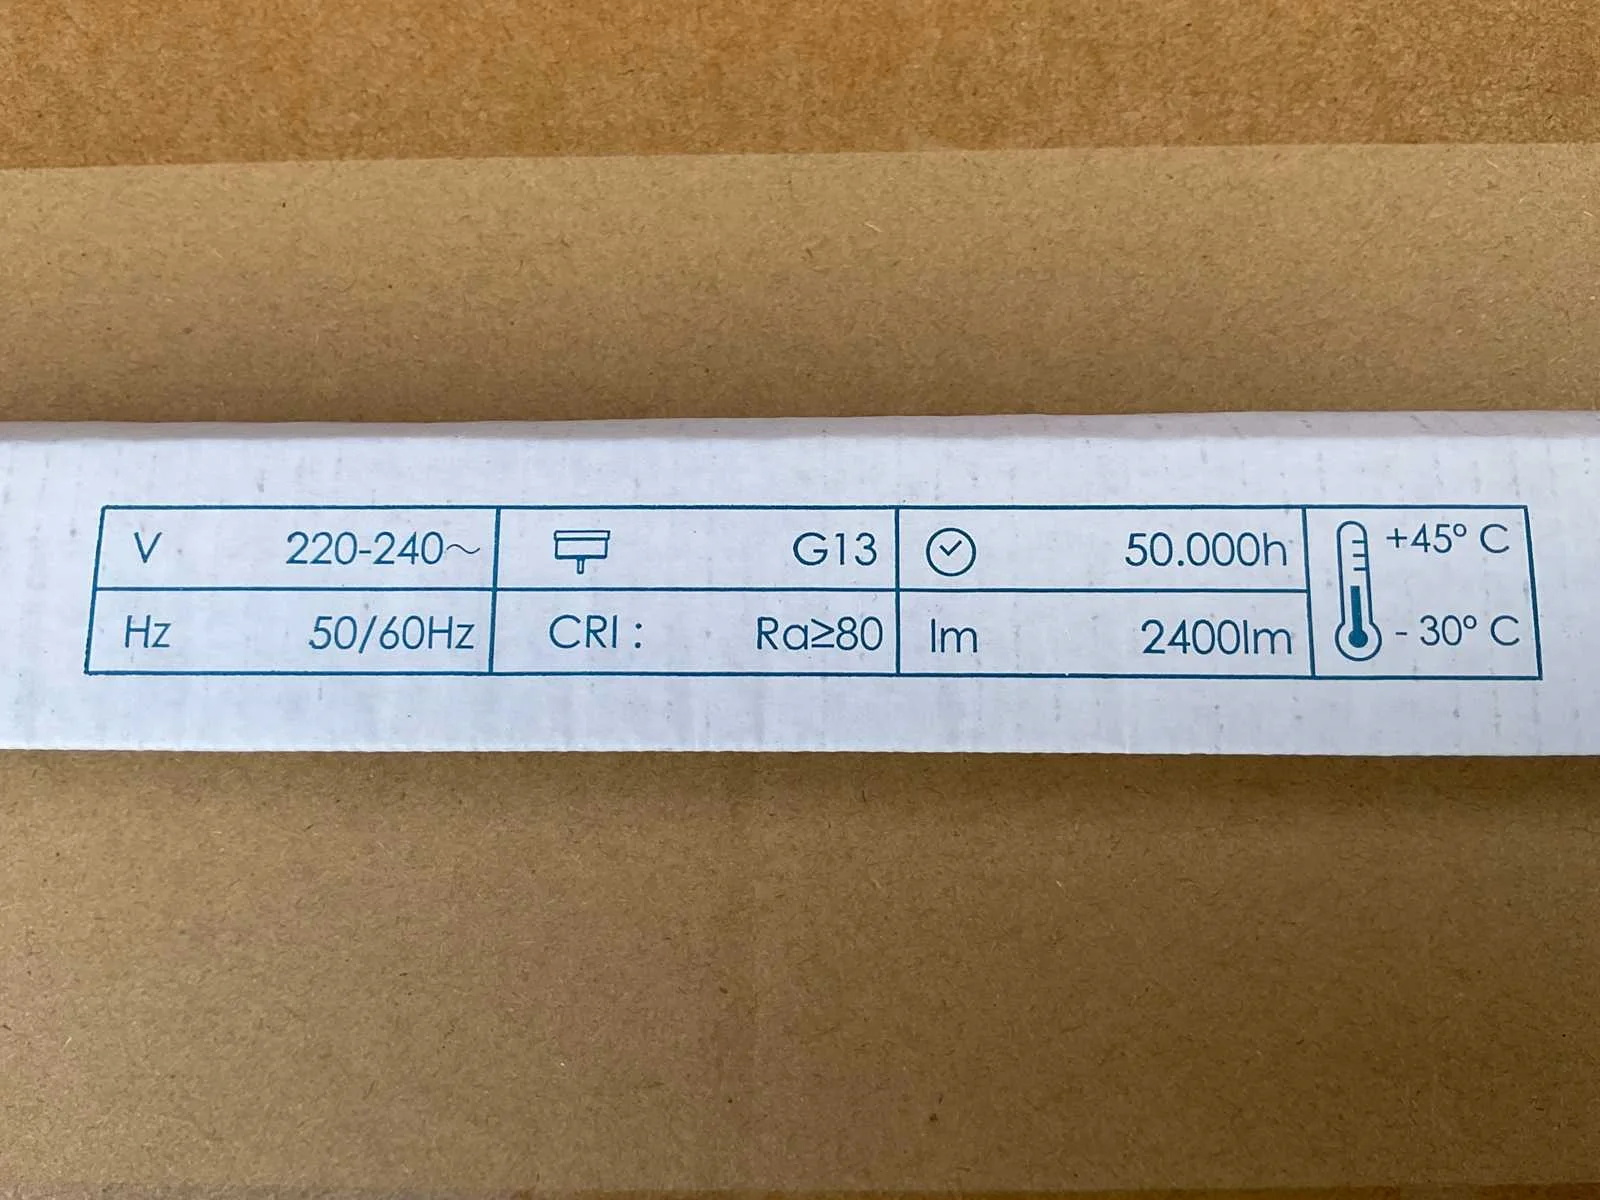 V 220-240~ G13 50.000h +45° C
Hz 50/60Hz CRI : Ra≥80 lm 2400lm - 30° C